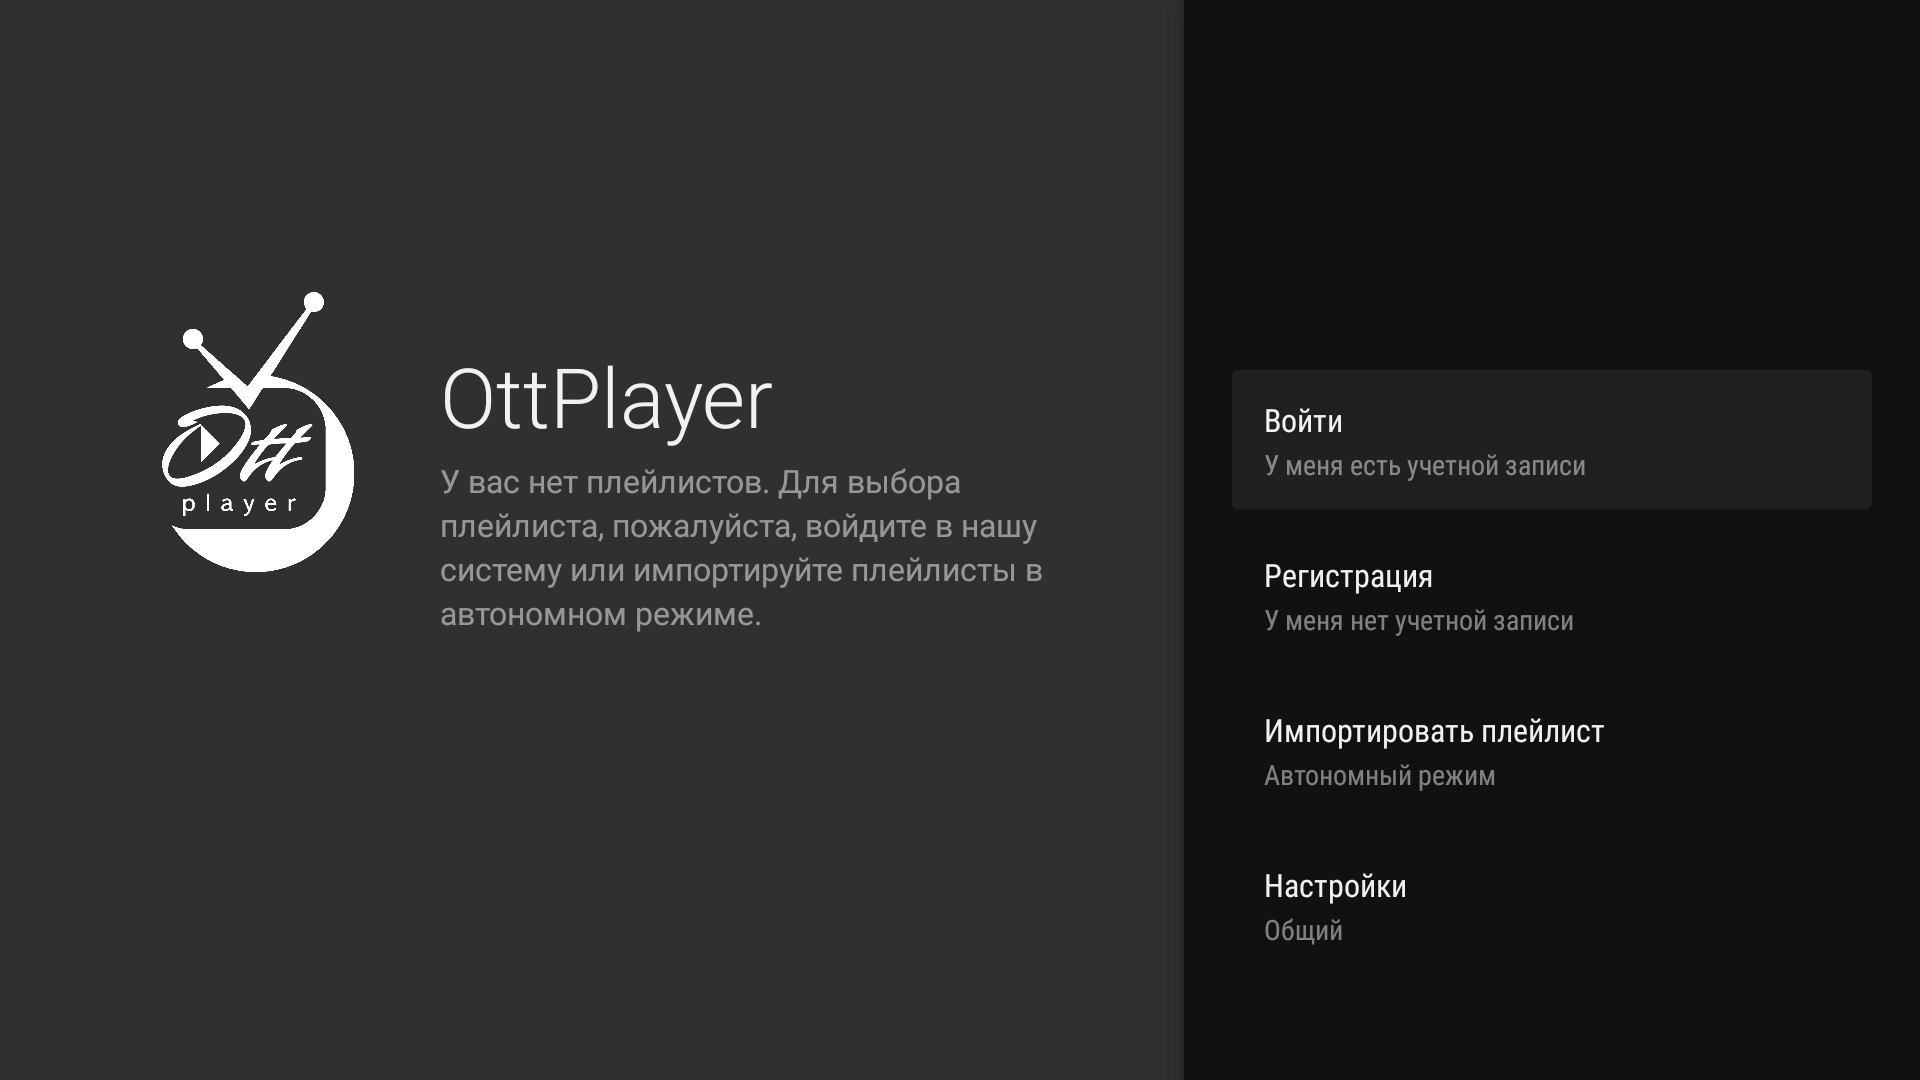 Ott
player
OttPlayer
У вас нет плейлистов. Для выбора
плейлиста, пожалуйста, войдите в нашу
систему или импортируйте плейлисты в
автономном режиме.
Войти
У меня есть учетной записи
Регистрация
У меня нет учетной записи
Импортировать плейлист
Автономный режим
Настройки
Общий